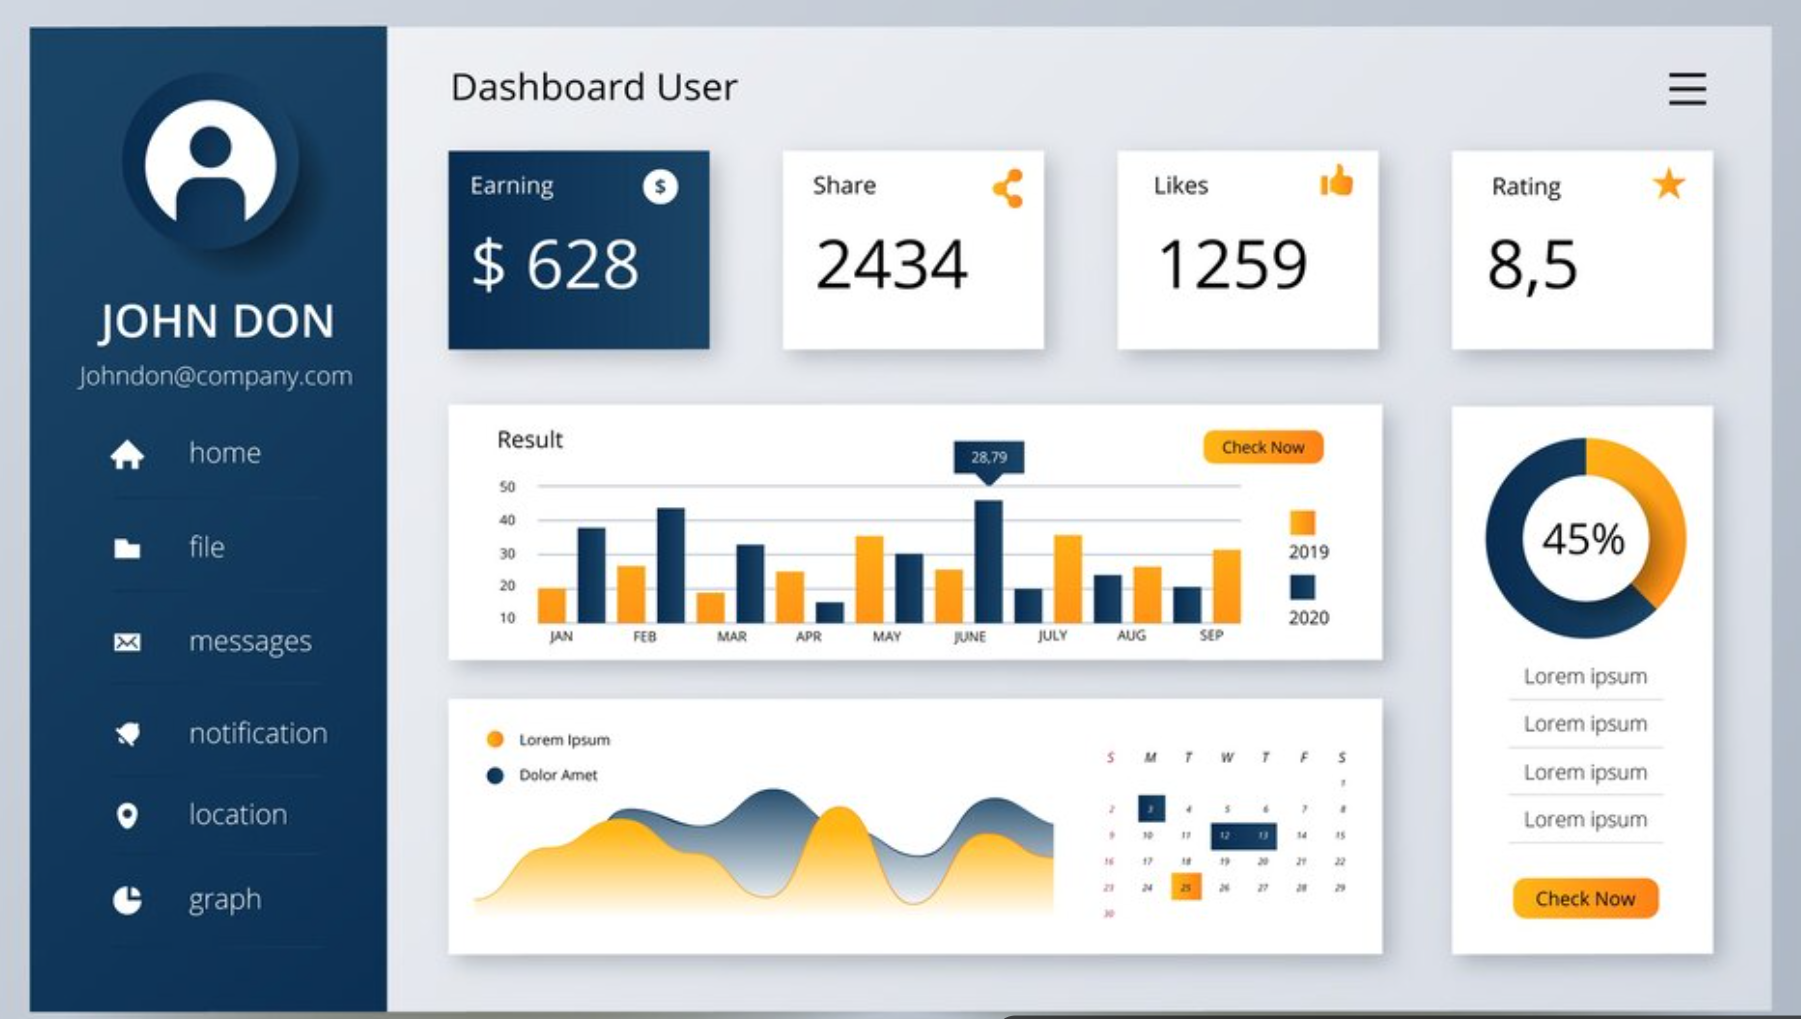 JOHN DON
Johndon@company.com
home
file
messages
notification
location
graph
Dashboard User
Earning
$
$ 628
Share
2434
Likes
1259
Rating
8,5
Result
28,79
Check Now
50
40
30
20
10
JAN FEB MAR APR MAY JUNE JULY AUG SEP
2019
2020
Lorem Ipsum
Dolor Amet
S M T W T F S
1
2 3 4 5 6 7 8
9 10 11 12 13 14 15
16 17 18 19 20 21 22
23 24 25 26 27 28 29
30
45%
Lorem ipsum
Lorem ipsum
Lorem ipsum
Lorem ipsum
Check Now